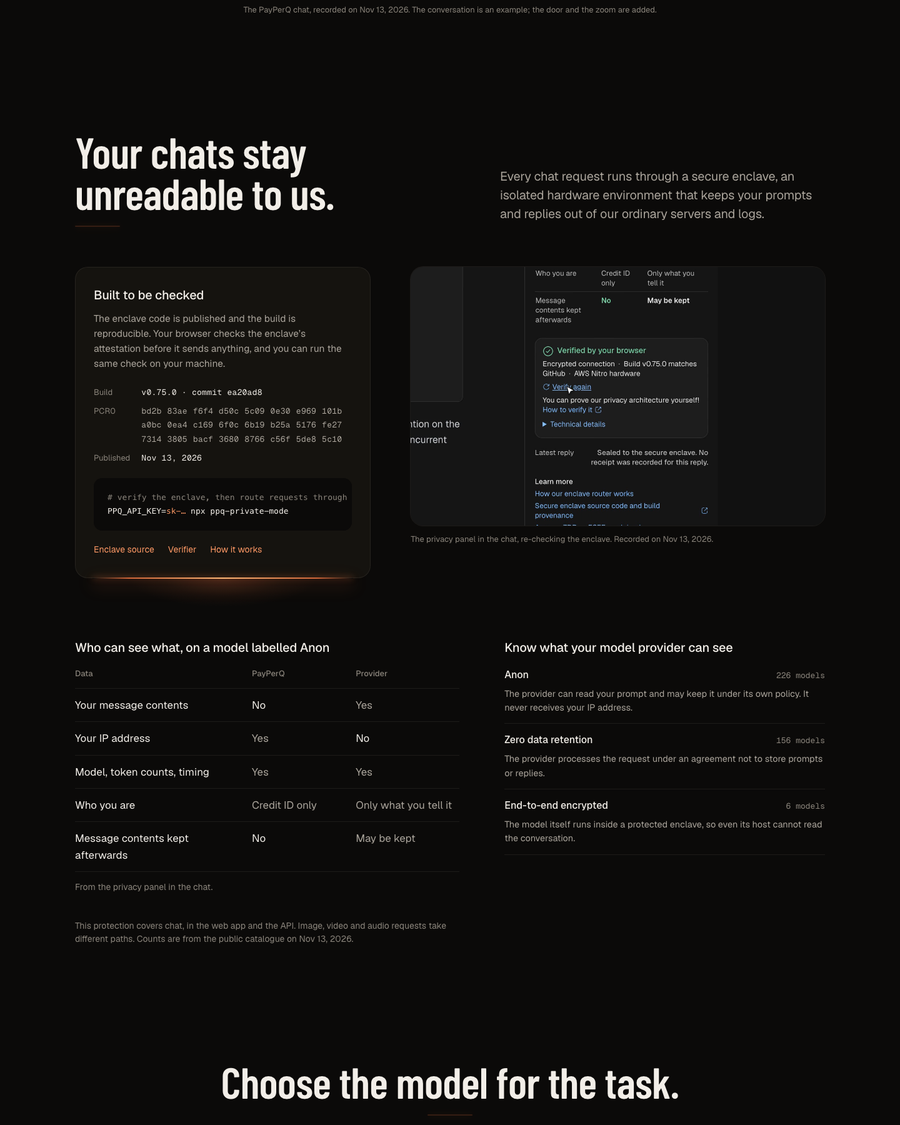 The PayPerQ chat, recorded on Nov 13, 2026. The conversation is an example; the door and the zoom are added.
Your chats stay
unreadable to us.
Every chat request runs through a secure enclave, an
isolated hardware environment that keeps your prompts
and replies out of our ordinary servers and logs.
Built to be checked
The enclave code is published and the build is
reproducible. Your browser checks the enclave's
attestation before it sends anything, and you can run the
same check on your machine.
Build v0.75.0 · commit ea20ad8
PCR0 bd2b 83ae f6f4 d50c 5c09 0e30 e969 101b
a0bc 0ea4 c169 6f0c 6b19 b25a 5176 fe27
7314 3805 bacf 3680 8766 c56f 5de8 5c10
Published Nov 13, 2026
# verify the enclave, then route requests through
PPQ_API_KEY=sk-… npx ppq-private-mode
Enclave source Verifier How it works
Who you are Credit ID only Only what you tell it
Message contents kept afterwards No May be kept
Verified by your browser
Encrypted connection · Build v0.75.0 matches
GitHub · AWS Nitro hardware
Verify again
You can prove our privacy architecture yourself!
How to verify it
Technical details
ntion on the
ncurrent
Latest reply Sealed to the secure enclave. No
receipt was recorded for this reply.
Learn more
How our enclave router works
Secure enclave source code and build
provenance
The privacy panel in the chat, re-checking the enclave. Recorded on Nov 13, 2026.
Who can see what, on a model labelled Anon
Data PayPerQ Provider
Your message contents No Yes
Your IP address Yes No
Model, token counts, timing Yes Yes
Who you are Credit ID only Only what you tell it
Message contents kept afterwards No May be kept
From the privacy panel in the chat.
This protection covers chat, in the web app and the API. Image, video and audio requests take
different paths. Counts are from the public catalogue on Nov 13, 2026.
Know what your model provider can see
Anon 226 models
The provider can read your prompt and may keep it under its own policy. It
never receives your IP address.
Zero data retention 156 models
The provider processes the request under an agreement not to store prompts
or replies.
End-to-end encrypted 6 models
The model itself runs inside a protected enclave, so even its host cannot read
the conversation.
Choose the model for the task.